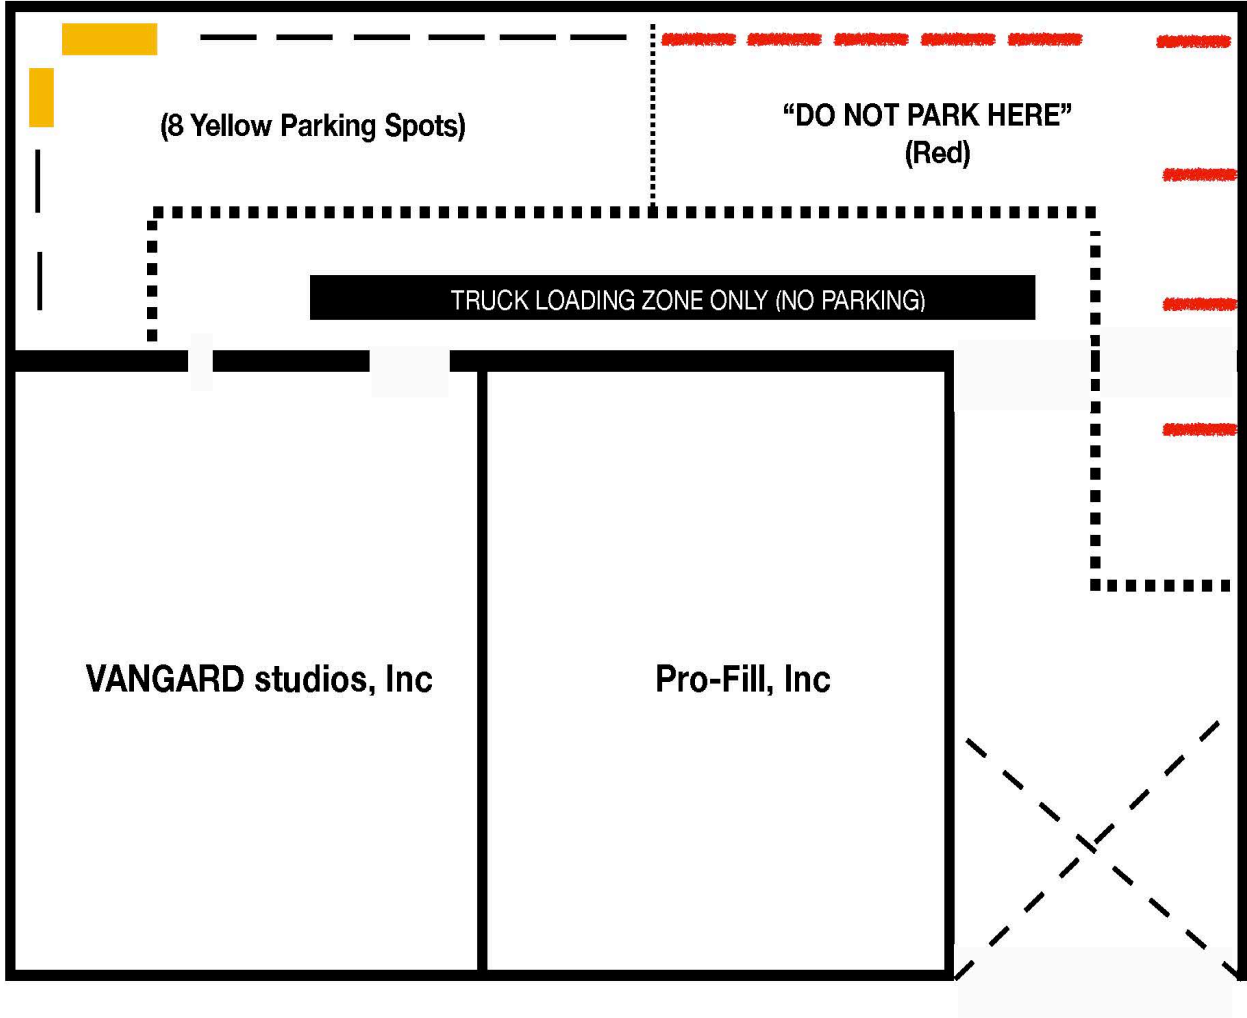 (8 Yellow Parking Spots)
“DO NOT PARK HERE”
(Red)
TRUCK LOADING ZONE ONLY (NO PARKING)
VANGARD studios, Inc
Pro-Fill, Inc